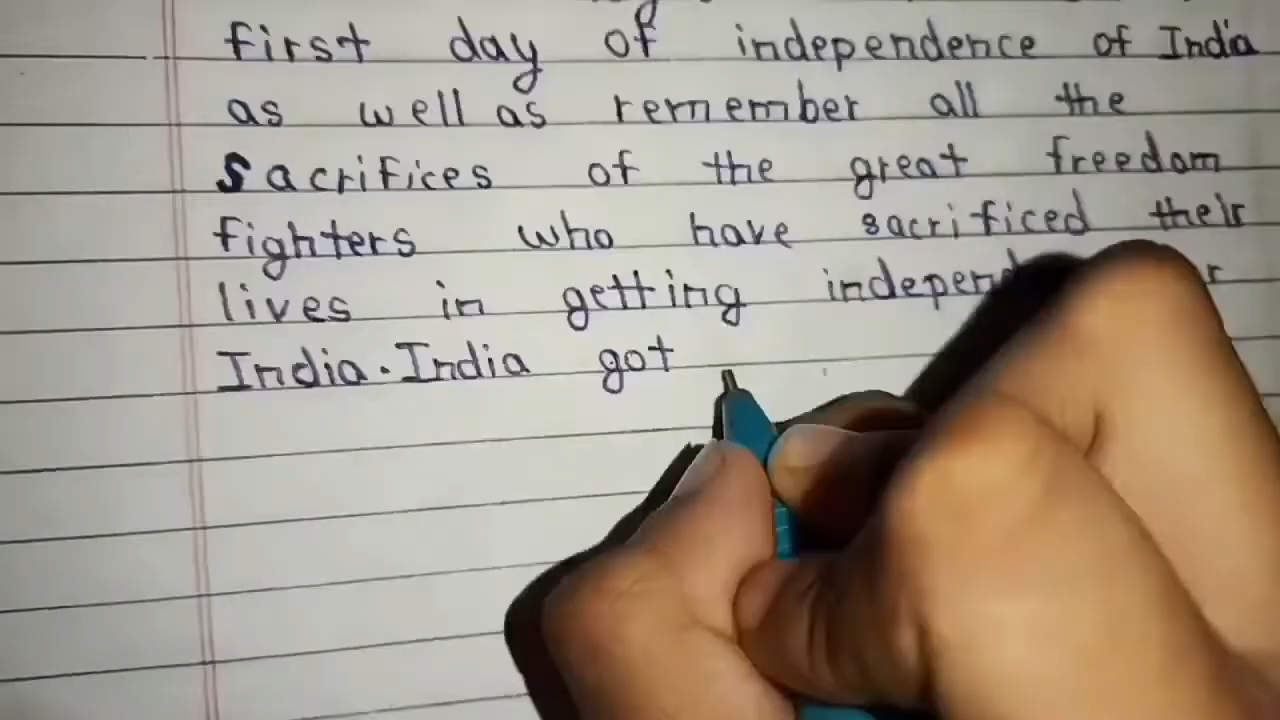 first day of independence of India
as well as remember all the
sacrifices of the great freedom
fighters who have sacrificed their
lives in getting
India. India got